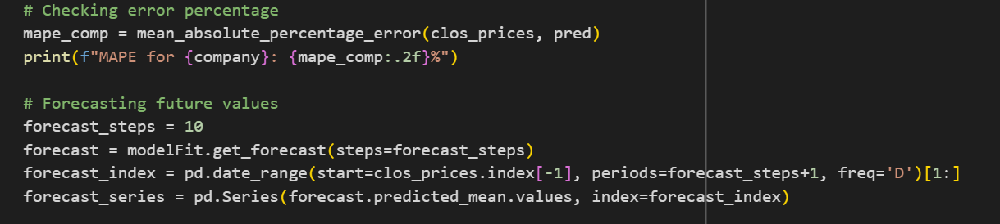 # Checking error percentage
mape_comp = mean_absolute_percentage_error(clos_prices, pred)
print(f"MAPE for {company}: {mape_comp:.2f}%")
# Forecasting future values
forecast_steps = 10
forecast = modelFit.get_forecast(steps=forecast_steps)
forecast_index = pd.date_range(start=clos_prices.index[-1], periods=forecast_steps+1, freq='D')[1:]
forecast_series = pd.Series(forecast.predicted_mean.values, index=forecast_index)